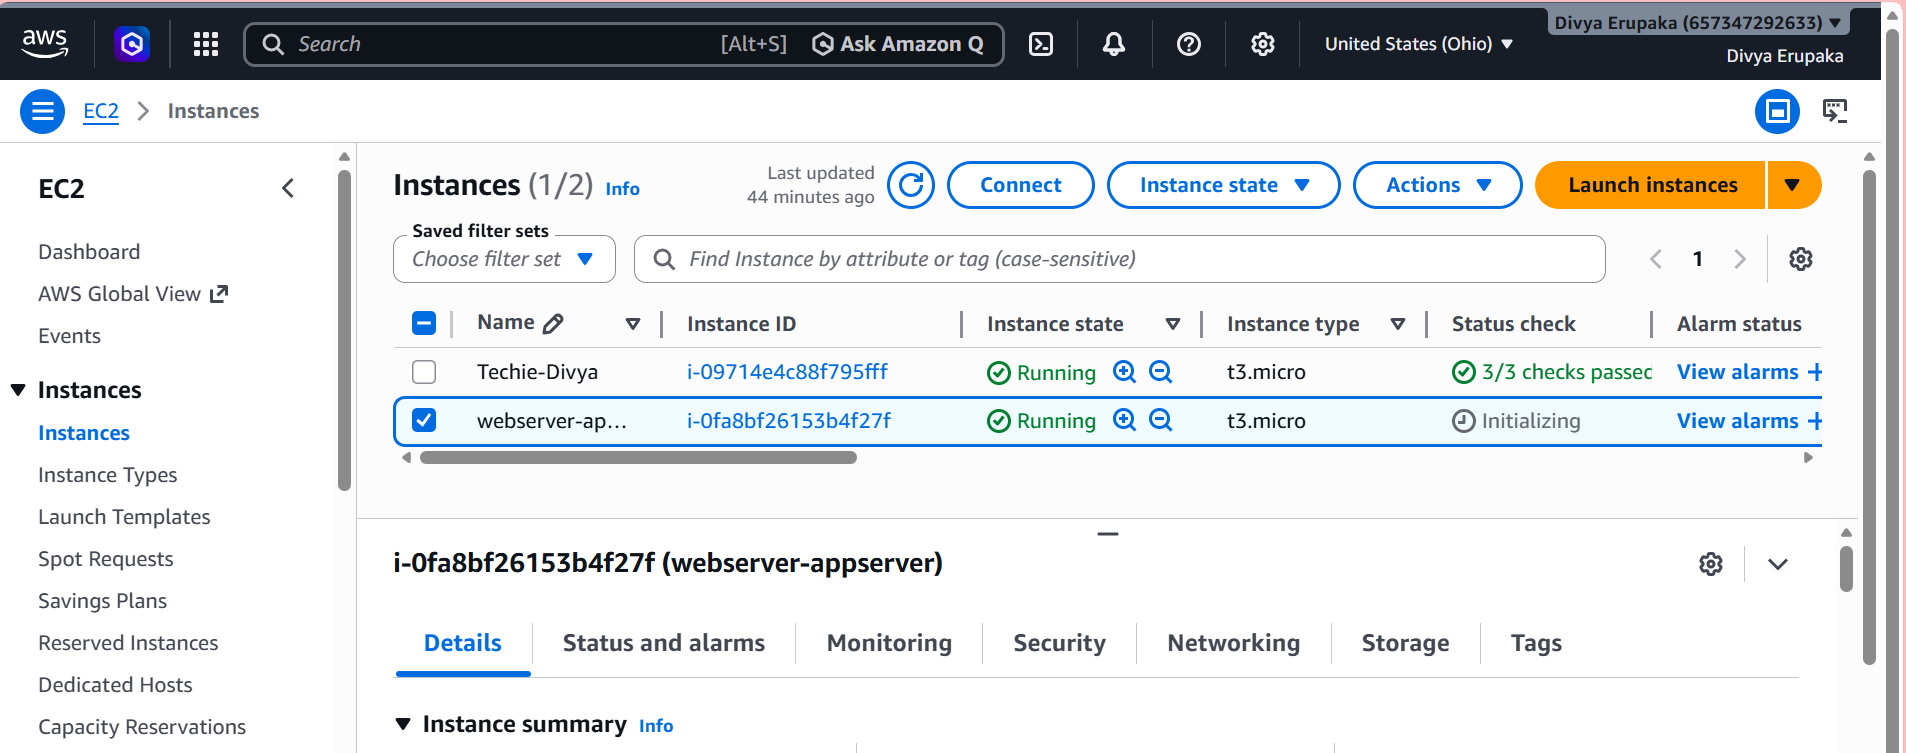 aws
Search [Alt+S] Ask Amazon Q
United States (Ohio)
Divya Erupaka (657347292633)
Divya Erupaka
EC2 Instances
EC2
Dashboard
AWS Global View
Events
Instances
Instances
Instance Types
Launch Templates
Spot Requests
Savings Plans
Reserved Instances
Dedicated Hosts
Capacity Reservations
Instances (1/2) Info
Last updated
44 minutes ago
Connect
Instance state
Actions
Launch instances
Saved filter sets
Choose filter set
Find Instance by attribute or tag (case-sensitive)
1
Name Instance ID Instance state Instance type Status check Alarm status
Techie-Divya i-09714e4c88f795fff Running t3.micro 3/3 checks passed View alarms +
webserver-ap... i-0fa8bf26153b4f27f Running t3.micro Initializing View alarms +
i-0fa8bf26153b4f27f (webserver-appserver)
Details Status and alarms Monitoring Security Networking Storage Tags
Instance summary Info